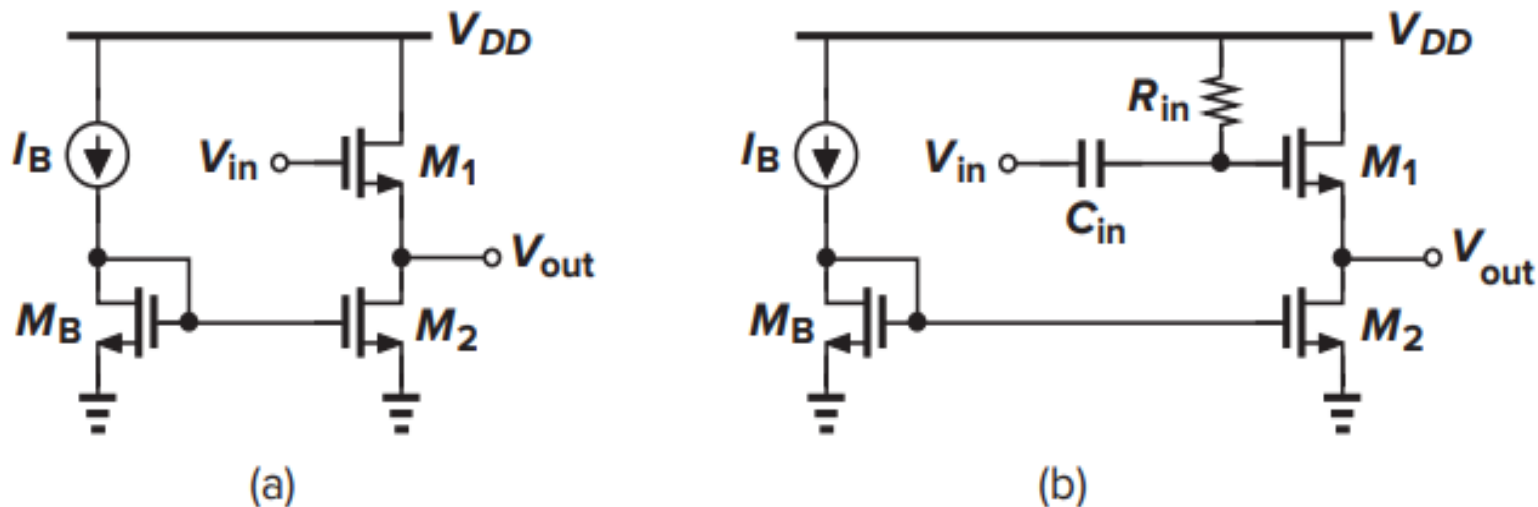 V_DD
I_B
V_in
M_1
V_out
M_B
M_2
(a)
V_DD
R_in
I_B
V_in
C_in
M_1
V_out
M_B
M_2
(b)